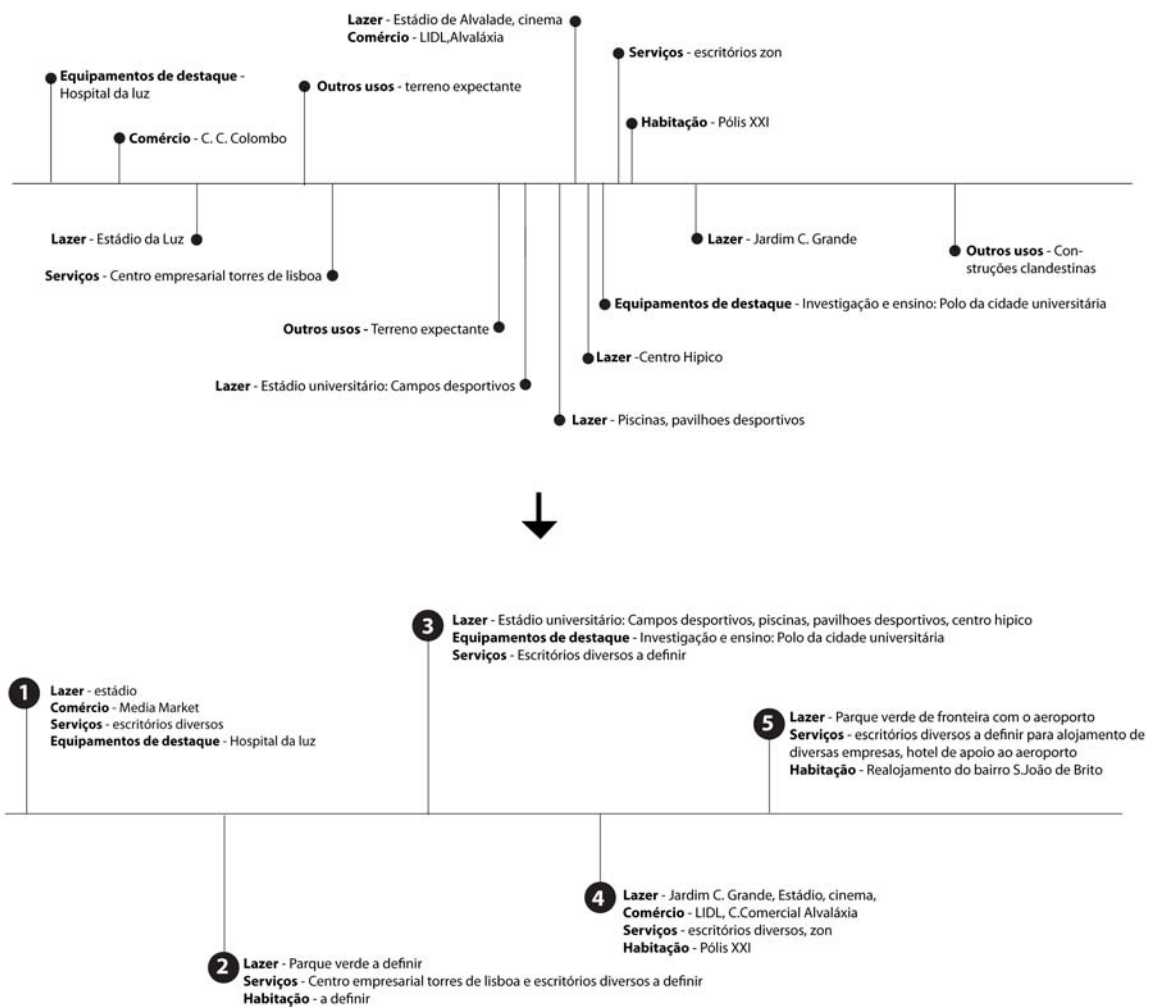 Lazer - Estádio de Alvalade, cinema
Comércio - LIDL,Alvaláxia
Serviços - escritórios zon
Equipamentos de destaque -
Hospital da luz
Outros usos - terreno expectante
Habitação - Pólis XXI
Comércio - C. C. Colombo
Lazer - Estádio da Luz
Lazer - Jardim C. Grande
Outros usos - Con-
struções clandestinas
Serviços - Centro empresarial torres de lisboa
Equipamentos de destaque - Investigação e ensino: Polo da cidade universitária
Outros usos - Terreno expectante
Lazer -Centro Hipico
Lazer - Estádio universitário: Campos desportivos
Lazer - Piscinas, pavilhoes desportivos
3
Lazer - Estádio universitário: Campos desportivos, piscinas, pavilhoes desportivos, centro hipico
Equipamentos de destaque - Investigação e ensino: Polo da cidade universitária
Serviços - Escritórios diversos a definir
1
Lazer - estádio
Comércio - Media Market
Serviços - escritórios diversos
Equipamentos de destaque - Hospital da luz
5
Lazer - Parque verde de fronteira com o aeroporto
Serviços - escritórios diversos a definir para alojamento de
diversas empresas, hotel de apoio ao aeroporto
Habitação - Realojamento do bairro S.João de Brito
4
Lazer - Jardim C. Grande, Estádio, cinema,
Comércio - LIDL, C.Comercial Alvaláxia
Serviços - escritórios diversos, zon
Habitação - Pólis XXI
2
Lazer - Parque verde a definir
Serviços - Centro empresarial torres de lisboa e escritórios diversos a definir
Habitação - a definir